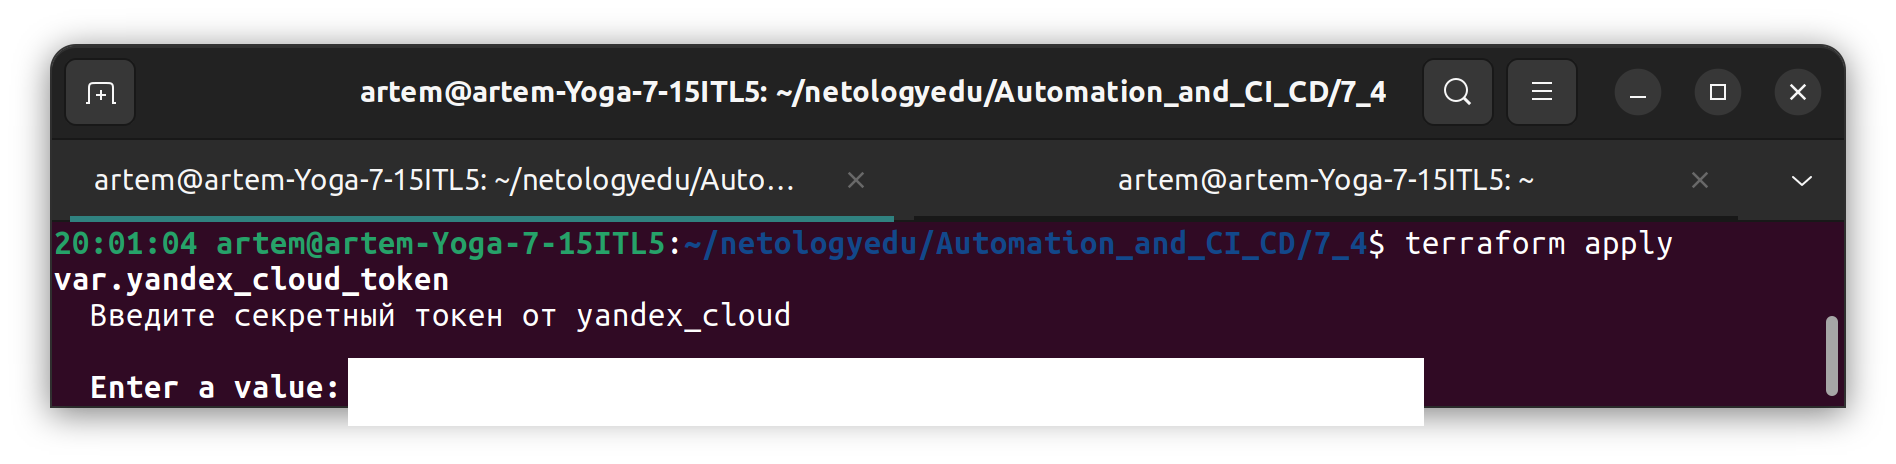 artem@artem-Yoga-7-15ITL5: ~/netologyedu/Automation_and_CI_CD/7_4
artem@artem-Yoga-7-15ITL5: ~/netologyedu/Auto…
artem@artem-Yoga-7-15ITL5: ~
20:01:04 artem@artem-Yoga-7-15ITL5:~/netologyedu/Automation_and_CI_CD/7_4$ terraform apply
var.yandex_cloud_token
Введите секретный токен от yandex_cloud
Enter a value: